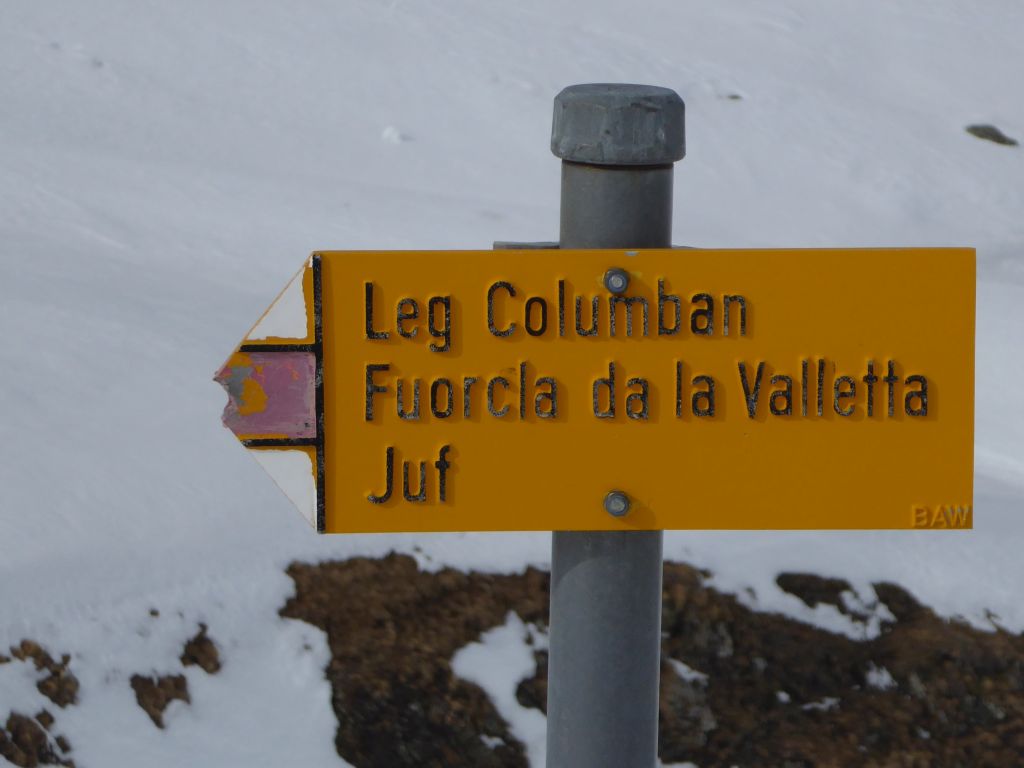 Leg Columban
Fuorcla da la Valletta
Juf
BAW